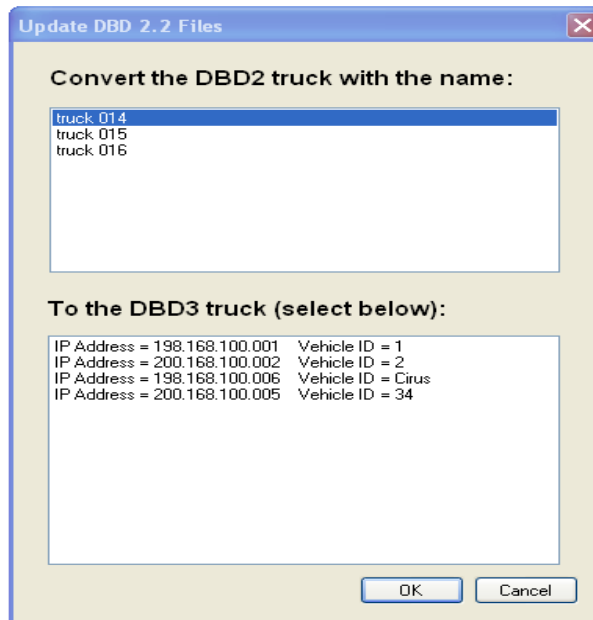 Update DBD 2.2 Files
Convert the DBD2 truck with the name:
truck 014
truck 015
truck 016
To the DBD3 truck (select below):
IP Address = 198.168.100.001 Vehicle ID = 1
IP Address = 200.168.100.002 Vehicle ID = 2
IP Address = 198.168.100.006 Vehicle ID = Cirus
IP Address = 200.168.100.005 Vehicle ID = 34
OK Cancel